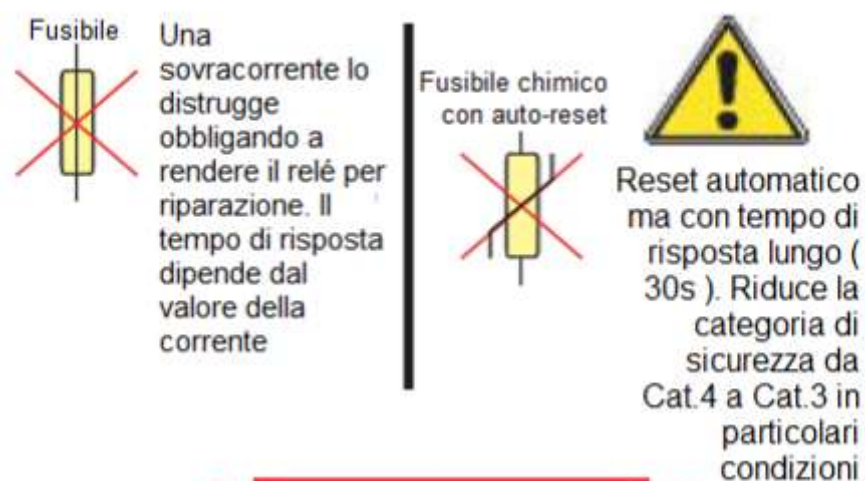 Fusibile
Una
sovracorrente lo
distrugge
obbligando a
rendere il relé per
riparazione. Il
tempo di risposta
dipende dal
valore della
corrente
Fusibile chimico
con auto-reset
Reset automatico
ma con tempo di
risposta lungo (
30s ). Riduce la
categoria di
sicurezza da
Cat.4 a Cat.3 in
particolari
condizioni